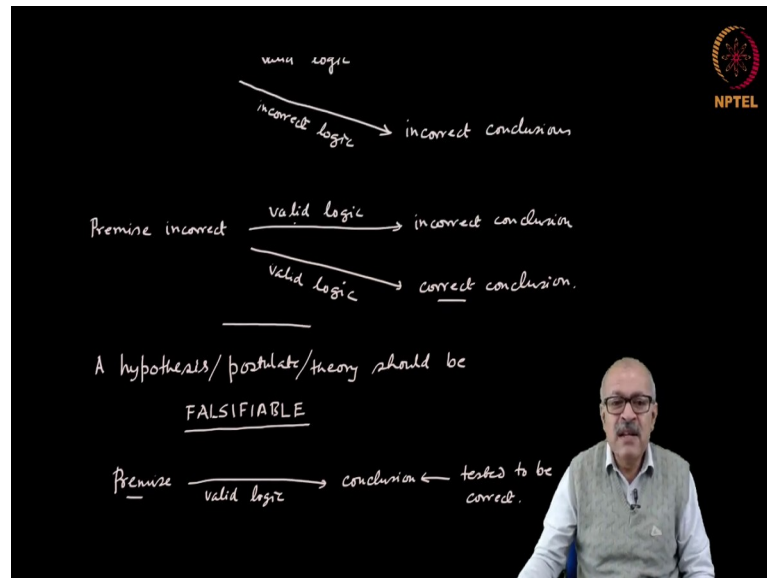 logic
NPTEL
incorrect logic
incorrect conclusions
Premise incorrect
valid logic
incorrect conclusion
valid logic
correct conclusion.
A hypothesis/postulate/theory should be
FALSIFIABLE
Premise
valid logic
conclusion
tested to be
correct.